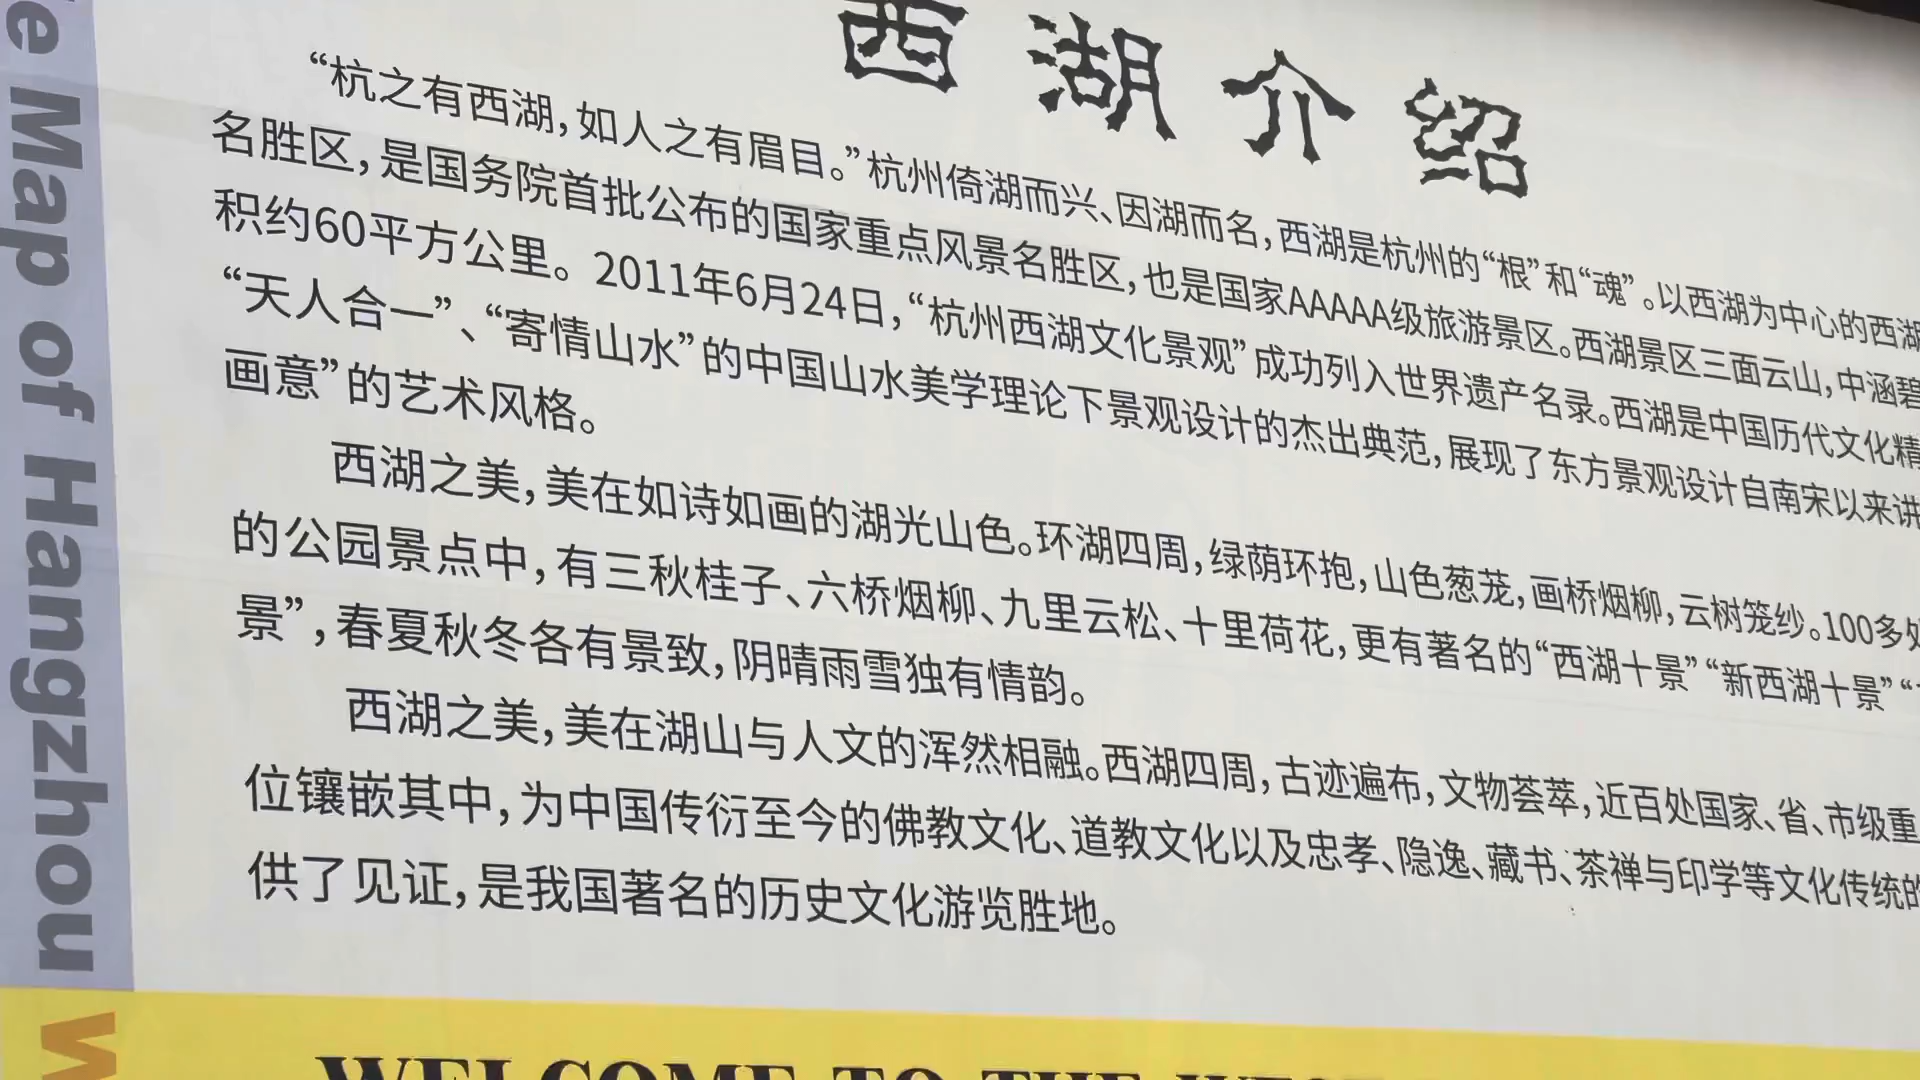 西湖介绍
“杭之有西湖，如人之有眉目。”杭州倚湖而兴、因湖而名，西湖是杭州的“根”和“魂”。以西湖为中心的西湖
名胜区，是国务院首批公布的国家重点风景名胜区，也是国家AAAAA级旅游景区。西湖景区三面云山，中涵碧
积约60平方公里。2011年6月24日，“杭州西湖文化景观”成功列入世界遗产名录。西湖是中国历代文化精
“天人合一”、“寄情山水”的中国山水美学理论下景观设计的杰出典范，展现了东方景观设计自南宋以来讲
画意”的艺术风格。
西湖之美，美在如诗如画的湖光山色。环湖四周，绿荫环抱，山色葱茏，画桥烟柳，云树笼纱。100多处
的公园景点中，有三秋桂子、六桥烟柳、九里云松、十里荷花，更有著名的“西湖十景”“新西湖十景”“
景”，春夏秋冬各有景致，阴晴雨雪独有情韵。
西湖之美，美在湖山与人文的浑然相融。西湖四周，古迹遍布，文物荟萃，近百处国家、省、市级重
位镶嵌其中，为中国传衍至今的佛教文化、道教文化以及忠孝、隐逸、藏书、茶禅与印学等文化传统的
供了见证，是我国著名的历史文化游览胜地。
e Map of Hangzhou W
WELCOME TO THE WEST